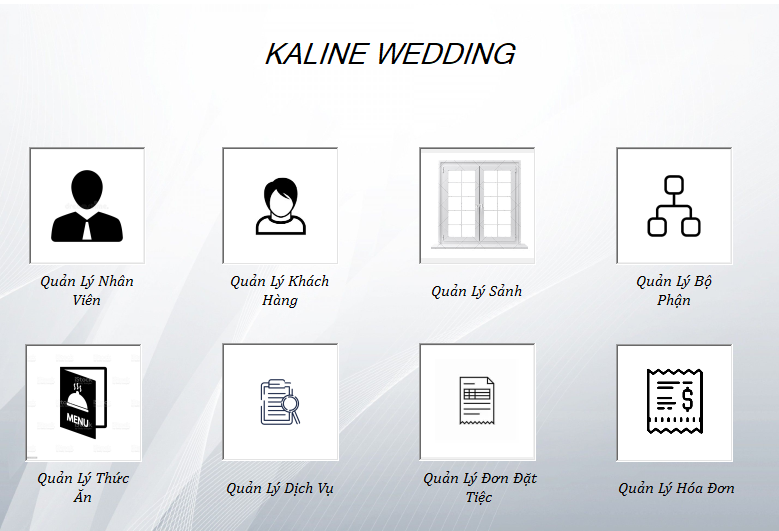 KALINE WEDDING
Quản Lý Nhân
Viên
Quản Lý Khách
Hàng
Quản Lý Sảnh
Quản Lý Bộ
Phận
MENU
$
Quản Lý Thức
Ăn
Quản Lý Dịch Vụ
Quản Lý Đơn Đặt
Tiệc
Quản Lý Hóa Đơn